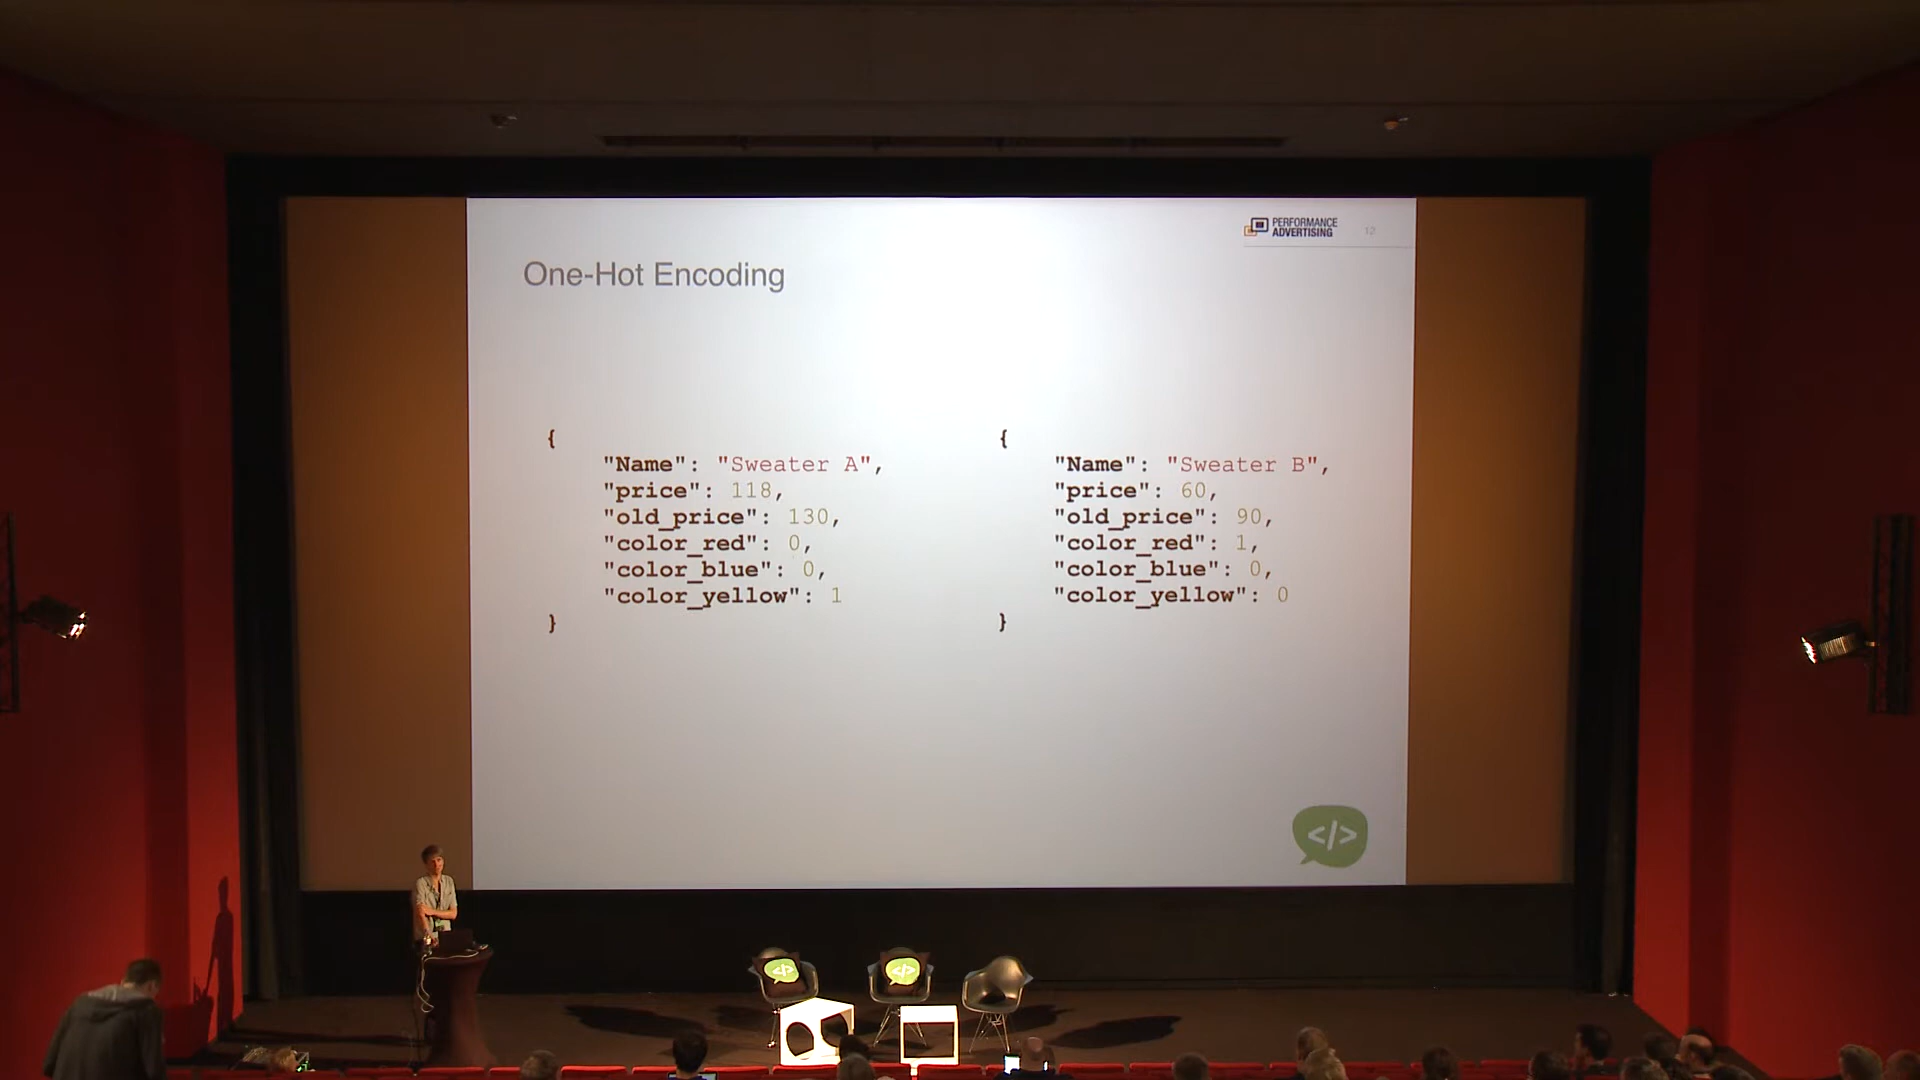 PERFORMANCE
ADVERTISING
12
One-Hot Encoding
{
"Name": "Sweater A",
"price": 118,
"old_price": 130,
"color_red": 0,
"color_blue": 0,
"color_yellow": 1
}
{
"Name": "Sweater B",
"price": 60,
"old_price": 90,
"color_red": 1,
"color_blue": 0,
"color_yellow": 0
}
</>
</>
</>